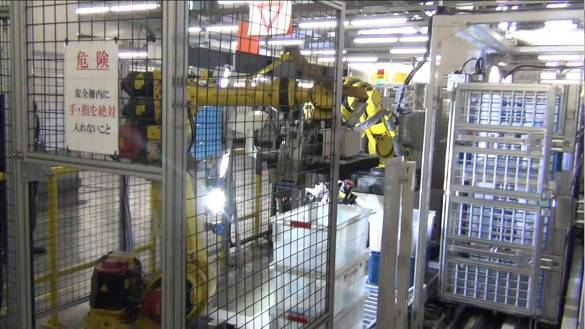 危険
安全柵内に
手・指を絶対
入れないこと